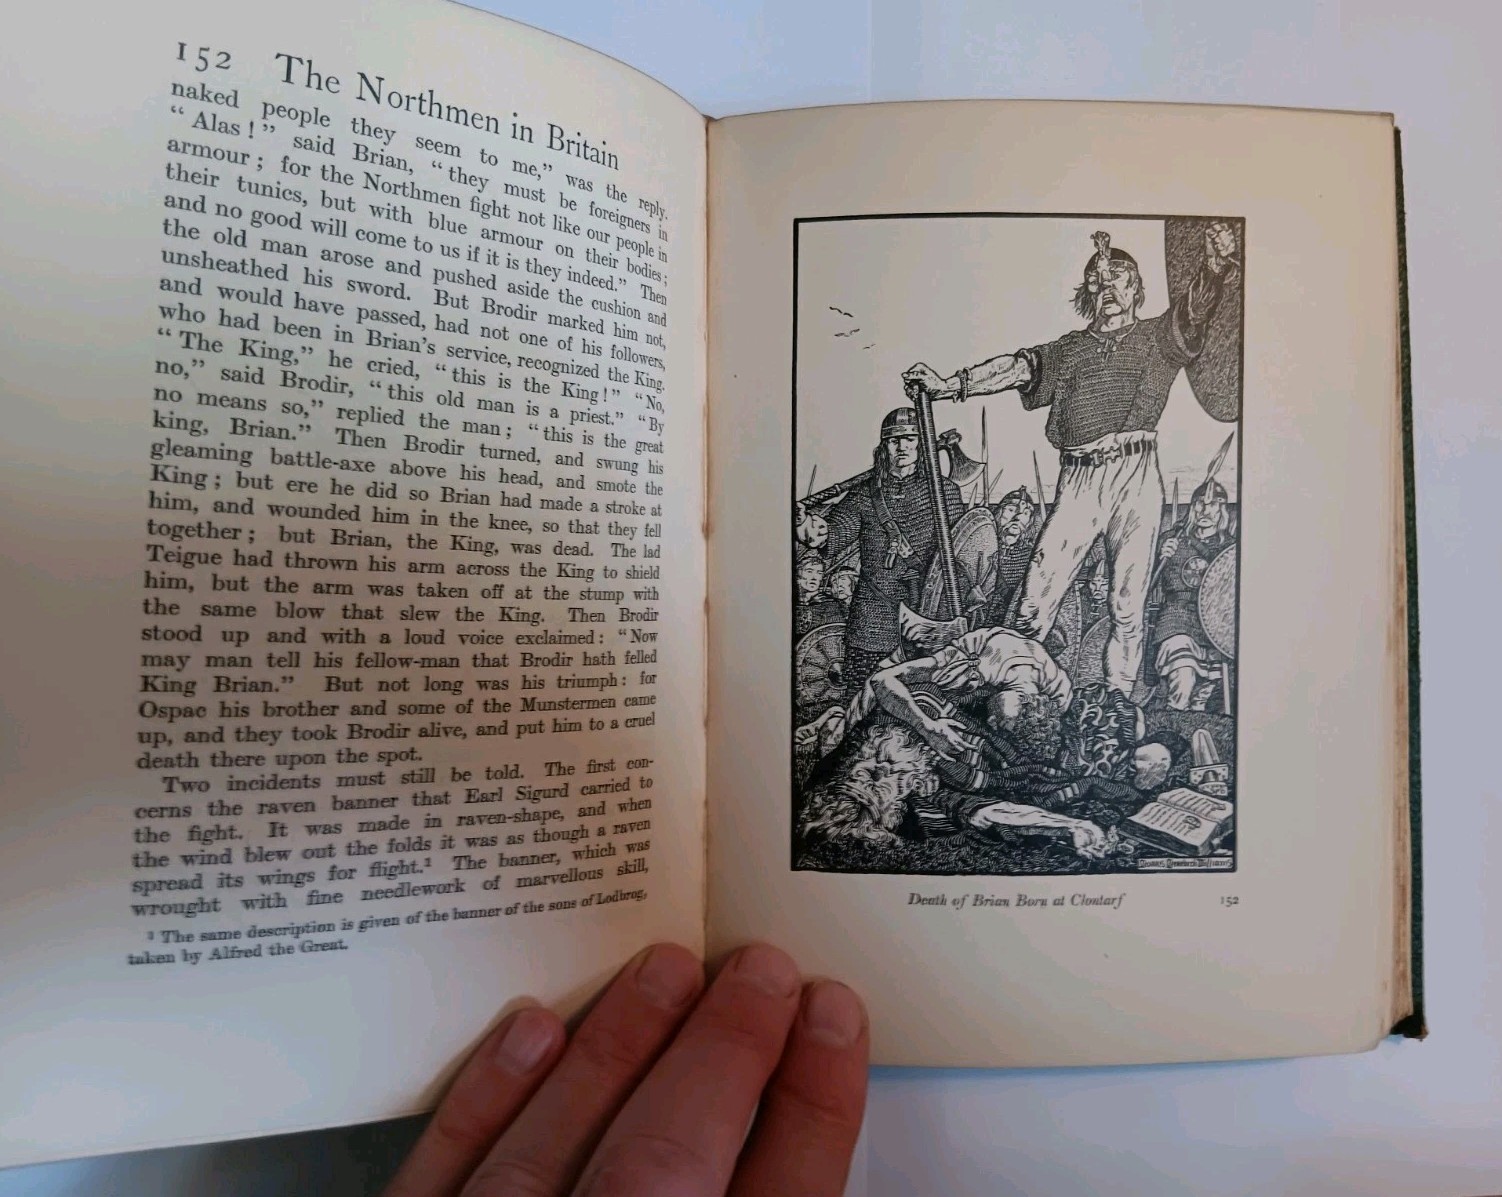 152 The Northmen in Britain
naked people they seem to me,” was the reply.
“ Alas ! ” said Brian, “ they must be foreigners in
armour ; for the Northmen fight not like our people in
their tunics, but with blue armour on their bodies ;
and no good will come to us if it is they indeed.” Then
the old man arose and pushed aside the cushion and
unsheathed his sword. But Brodir marked him not,
and would have passed, had not one of his followers,
who had been in Brian’s service, recognized the King.
“ The King,” he cried, “ this is the King ! ” “ No,
no,” said Brodir, “ this old man is a priest.” “ By
no means so,” replied the man ; “ this is the great
king, Brian.” Then Brodir turned, and swung his
gleaming battle-axe above his head, and smote the
King ; but ere he did so Brian had made a stroke at
him, and wounded him in the knee, so that they fell
together ; but Brian, the King, was dead. The lad
Teigue had thrown his arm across the King to shield
him, but the arm was taken off at the stump with
the same blow that slew the King. Then Brodir
stood up and with a loud voice exclaimed : “ Now
may man tell his fellow-man that Brodir hath felled
King Brian.” But not long was his triumph : for
Ospac his brother and some of the Munstermen came
up, and they took Brodir alive, and put him to a cruel
death there upon the spot.
Two incidents must still be told. The first con-
cerns the raven banner that Earl Sigurd carried to
the fight. It was made in raven-shape, and when
the wind blew out the folds it was as though a raven
spread its wings for flight.¹ The banner, which was
wrought with fine needlework of marvellous skill,
¹ The same description is given of the banner of the sons of Lodbrog,
taken by Alfred the Great.
Death of Brian Boru at Clontarf 152